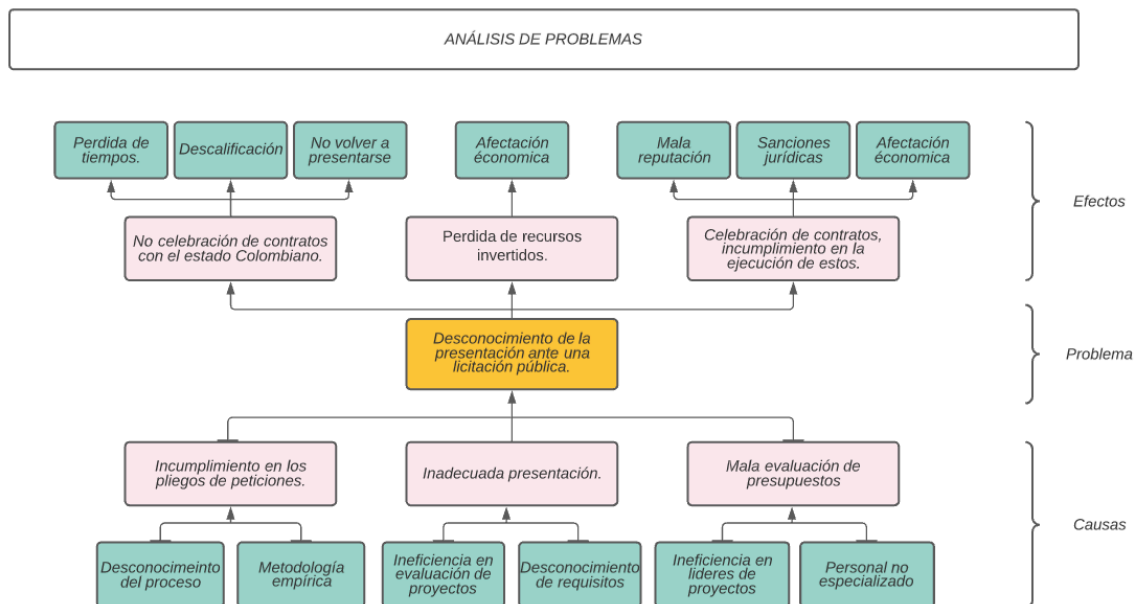 ANÁLISIS DE PROBLEMAS
Perdida de
tiempos.
Descalificación
No volver a
presentarse
Afectación
économica
Mala
reputación
Sanciones
jurídicas
Afectación
économica
Efectos
No celebración de contratos
con el estado Colombiano.
Perdida de recursos
invertidos.
Celebración de contratos,
incumplimiento en la
ejecución de estos.
Desconocimiento de la
presentación ante una
licitación pública.
Problema
Incumplimiento en los
pliegos de peticiones.
Inadecuada presentación.
Mala evaluación de
presupuestos
Causas
Desconocimeinto
del proceso
Metodología
empírica
Ineficiencia en
evaluación de
proyectos
Desconocimiento
de requisitos
Ineficiencia en
lideres de
proyectos
Personal no
especializado